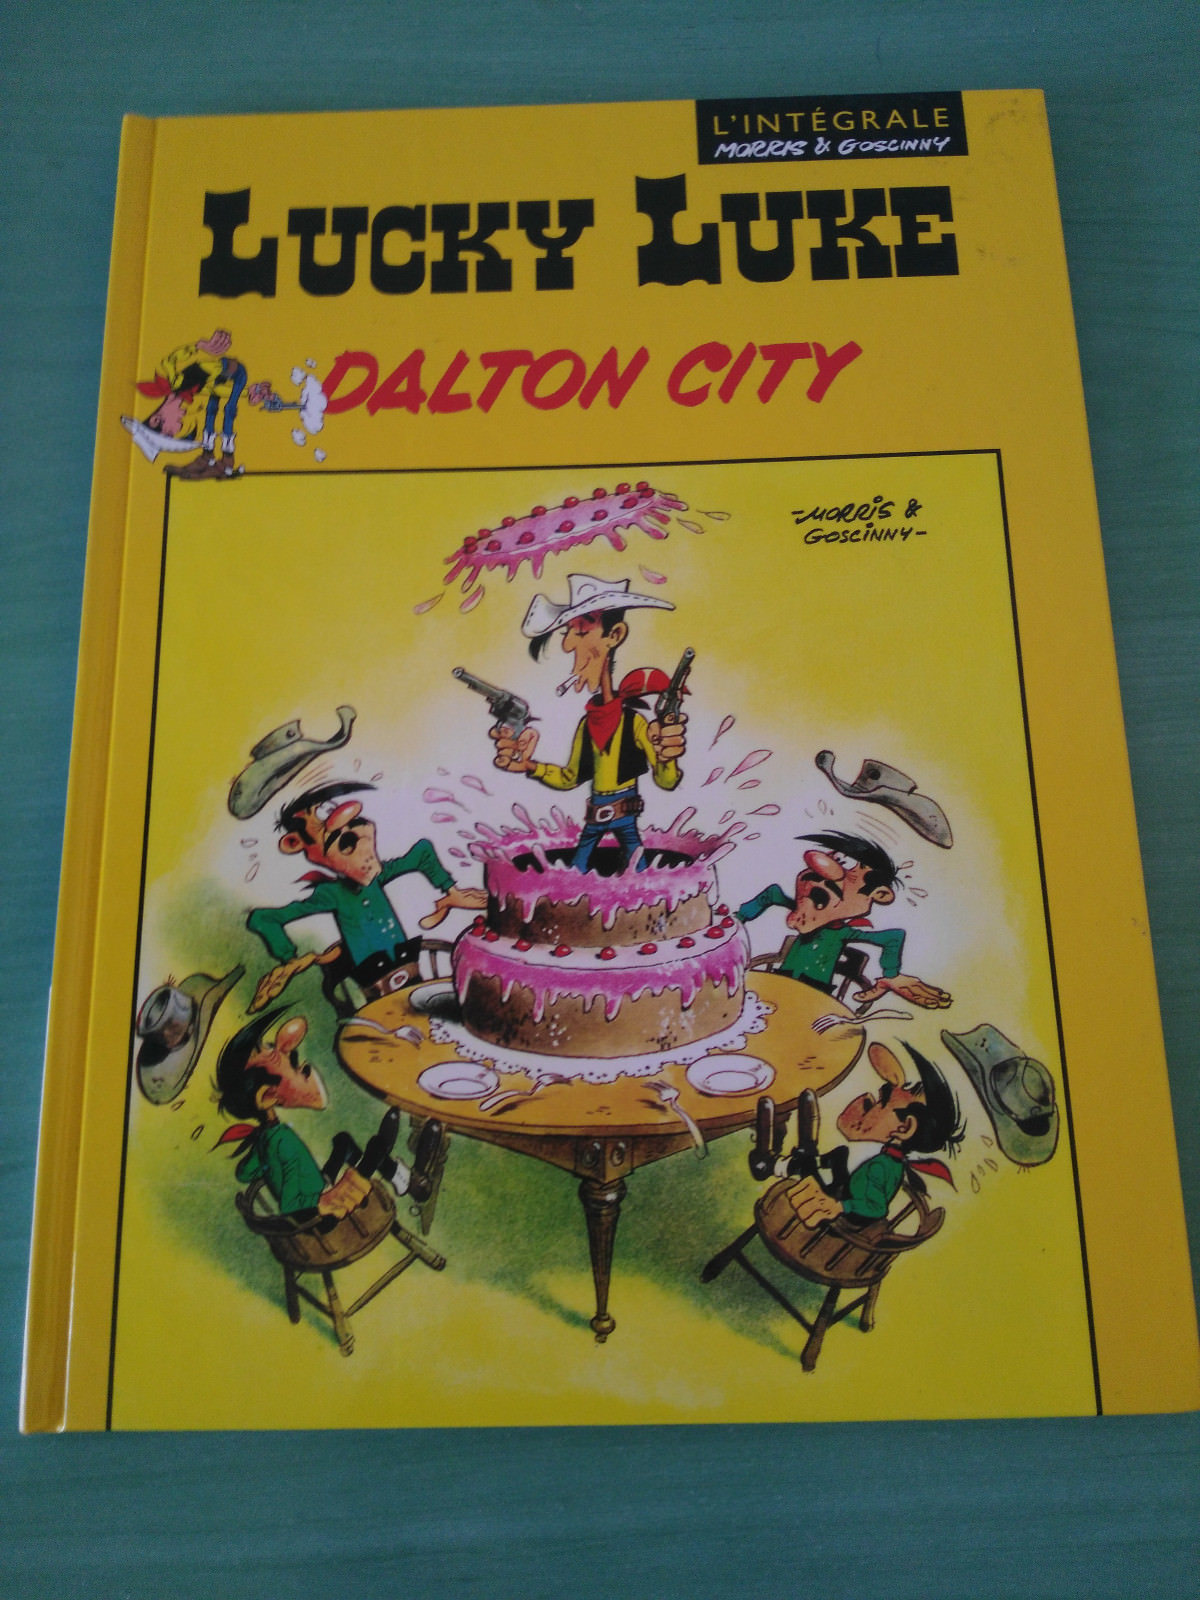 L'INTÉGRALE
MORRIS & GOSCINNY
LUCKY LUKE
DALTON CITY
-MORRIS &
GOSCINNY-